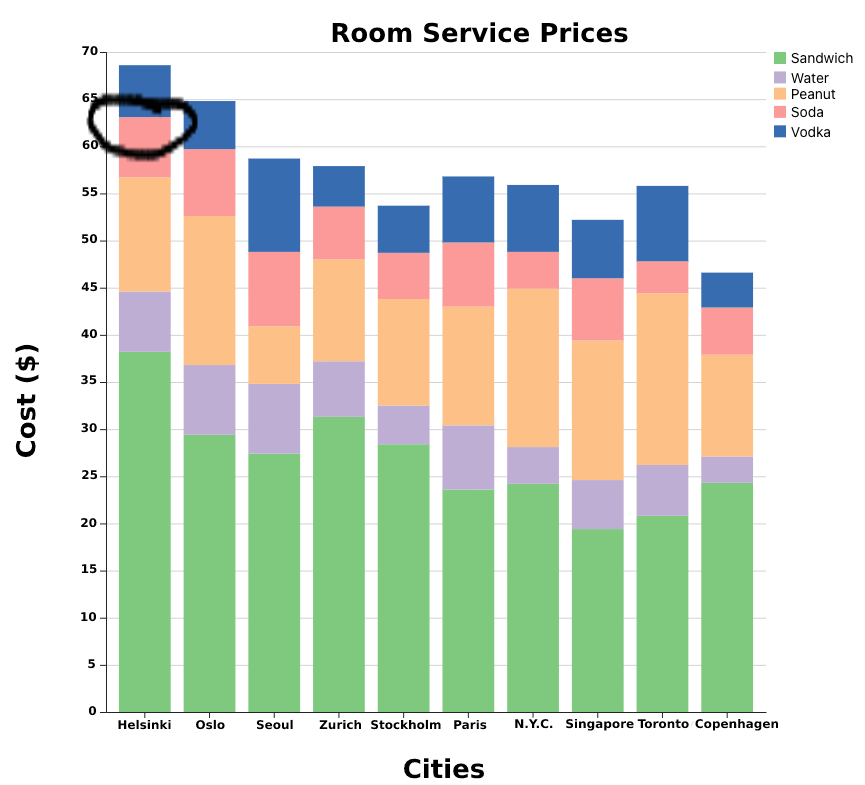 Room Service Prices
70
65
60
55
50
45
40
35
30
25
20
15
10
5
0
Cost ($)
Helsinki Oslo Seoul Zurich Stockholm Paris N.Y.C. Singapore Toronto Copenhagen
Cities
Sandwich
Water
Peanut
Soda
Vodka